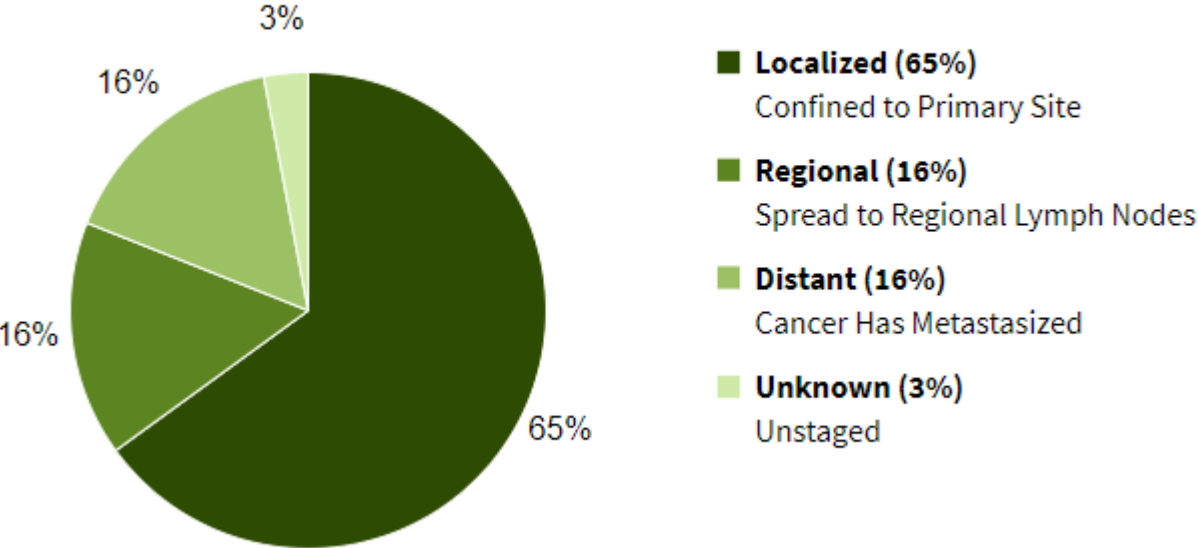 3%
16%
16%
65%
Localized (65%)
Confined to Primary Site
Regional (16%)
Spread to Regional Lymph Nodes
Distant (16%)
Cancer Has Metastasized
Unknown (3%)
Unstaged